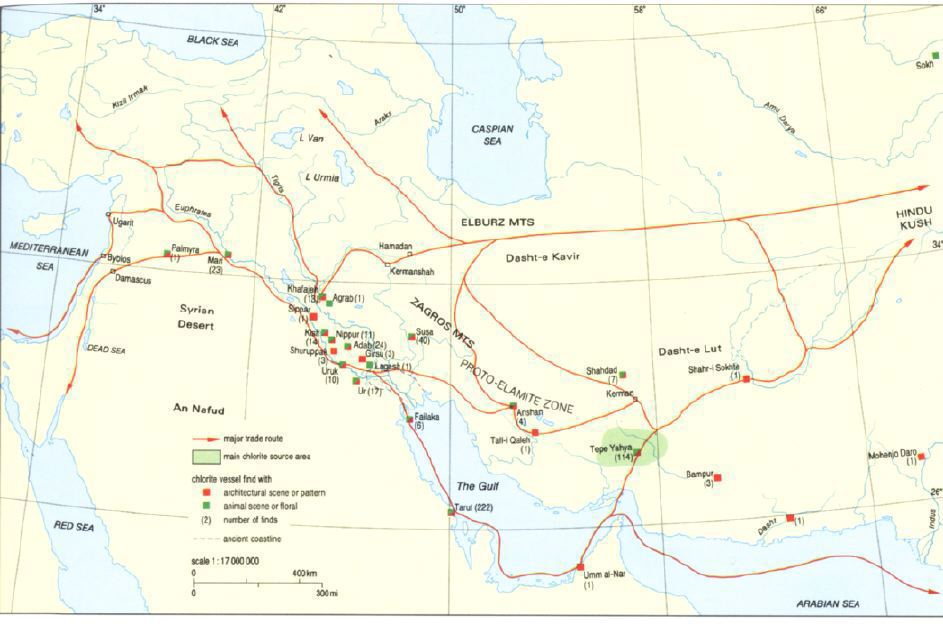 34°
42°
50°
58°
66°
BLACK SEA
Sokh
Kizil Irmak
Araks
Amu Darya
L Van
CASPIAN
SEA
L Urmia
Tigris
Euphrates
Ugarit
ELBURZ MTS
HINDU
KUSH
MEDITERRANEAN
SEA
Byblos
Palmyra
(1)
Mari
(23)
Hamadan
Kermanshah
Dasht-e Kavir
34°
Damascus
Khafajeh
(13)
Agrab (1)
Sippar
(1)
Syrian
Desert
ZAGROS MTS
Kish
(14)
Nippur (11)
Susa
(40)
Adab (24)
DEAD SEA
Shuruppak
(3)
Girsu (3)
Lagash (1)
Uruk
(10)
Ur (17)
PROTO-ELAMITE ZONE
Dasht-e Lut
Shahdad
(7)
Shahr-i Sokhta
(1)
Kerman
An Nafud
Failaka
(6)
Arshan
(4)
Tall-i Qaleh
(1)
Tepe Yahya
(114)
Bampur
(3)
Mohenjo Daro
(1)
major trade route
main chlorite source area
chlorite vessel find with
architectural scene or pattern
animal scene or floral
(2) number of finds
ancient coastline
scale 1 : 17 000 000
0 400 km
0 300 mi
The Gulf
Tarut (222)
26°
Indus
RED SEA
Dasht
(1)
Umm al-Nar
(1)
ARABIAN SEA